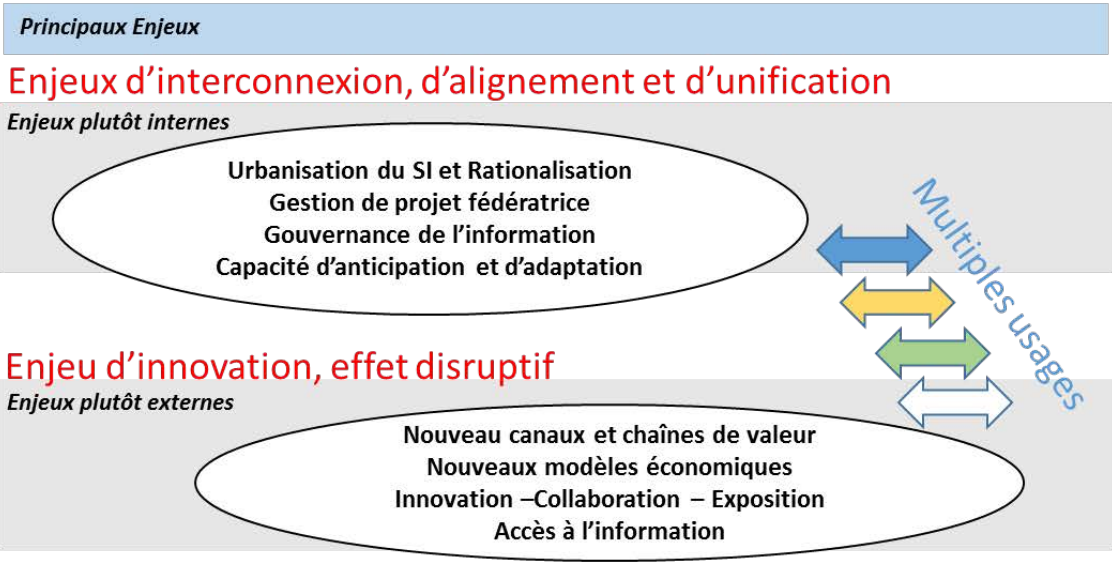 Principaux Enjeux
Enjeux d’interconnexion, d’alignement et d’unification
Enjeux plutôt internes
Urbanisation du SI et Rationalisation
Gestion de projet fédératrice
Gouvernance de l’information
Capacité d’anticipation et d’adaptation
Multiples usages
Enjeu d’innovation, effet disruptif
Enjeux plutôt externes
Nouveau canaux et chaînes de valeur
Nouveaux modèles économiques
Innovation –Collaboration – Exposition
Accès à l’information